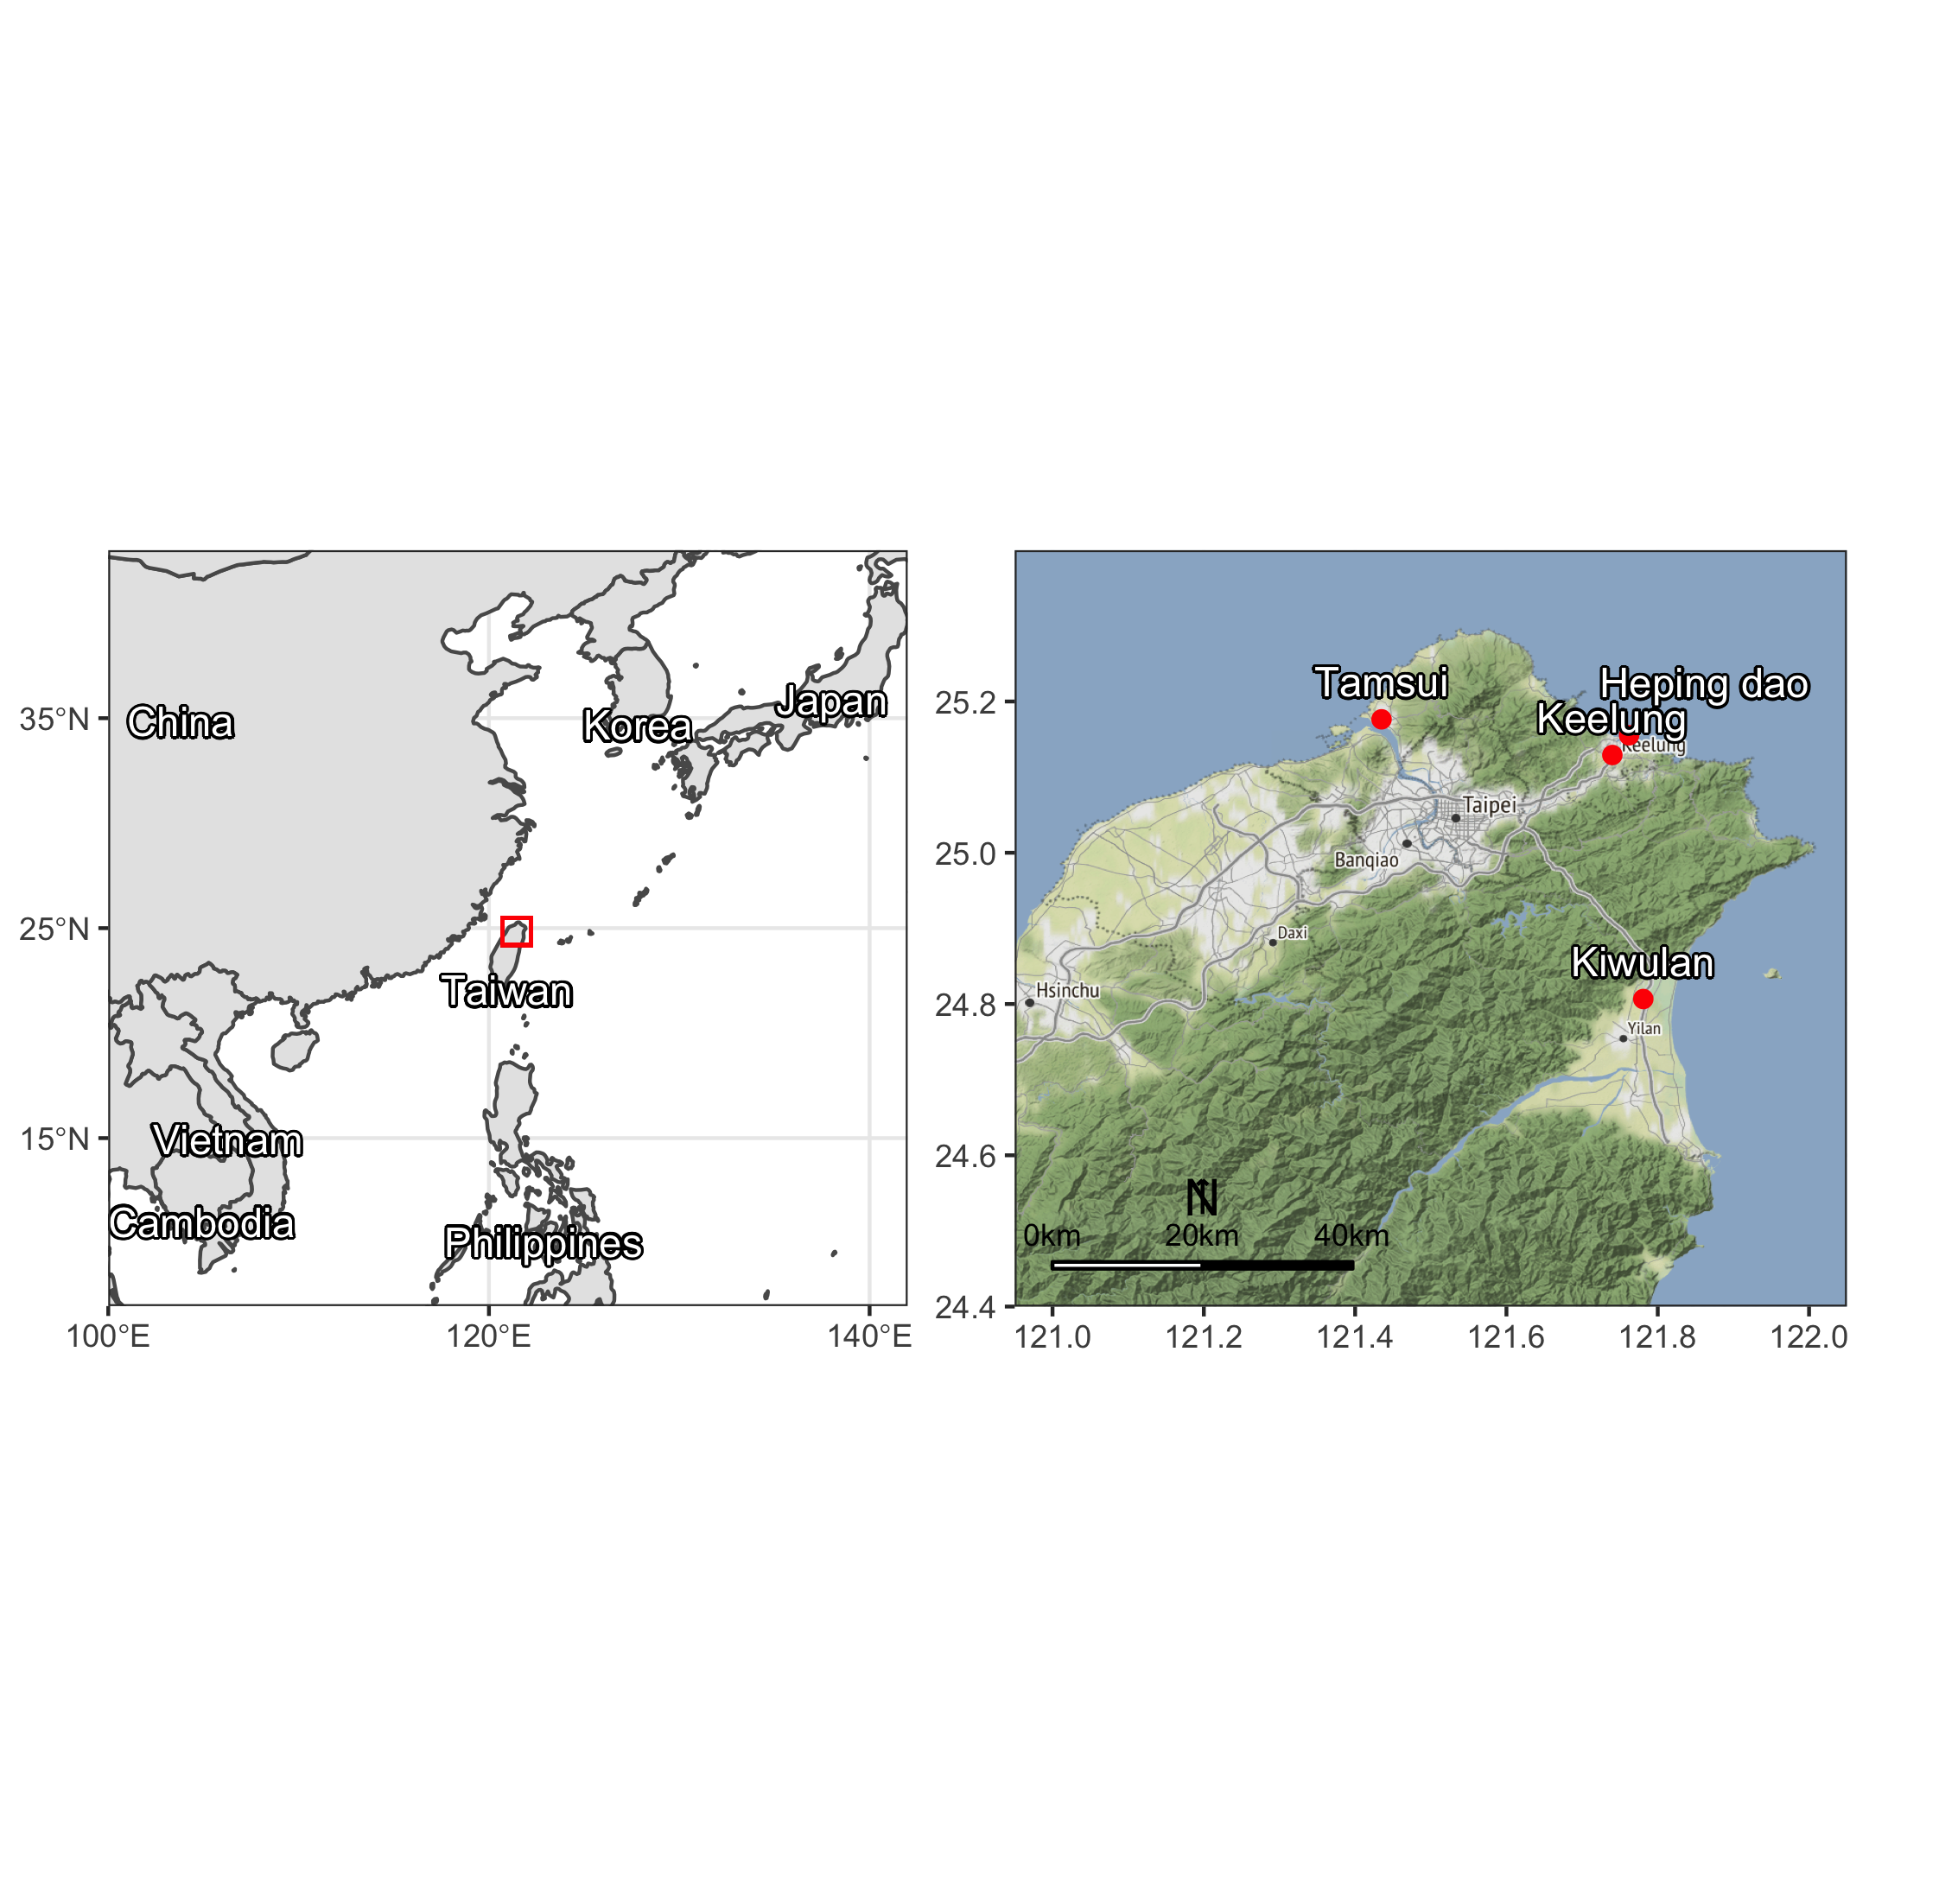 China
Korea
Japan
Taiwan
Vietnam
Cambodia
Philippines
35°N
25°N
15°N
100°E
120°E
140°E
Tamsui
Heping dao
Keelung
Keelung
Taipei
Banqiao
Daxi
Hsinchu
Kiwulan
Yilan
N
0km
20km
40km
25.2
25.0
24.8
24.6
24.4
121.0
121.2
121.4
121.6
121.8
122.0